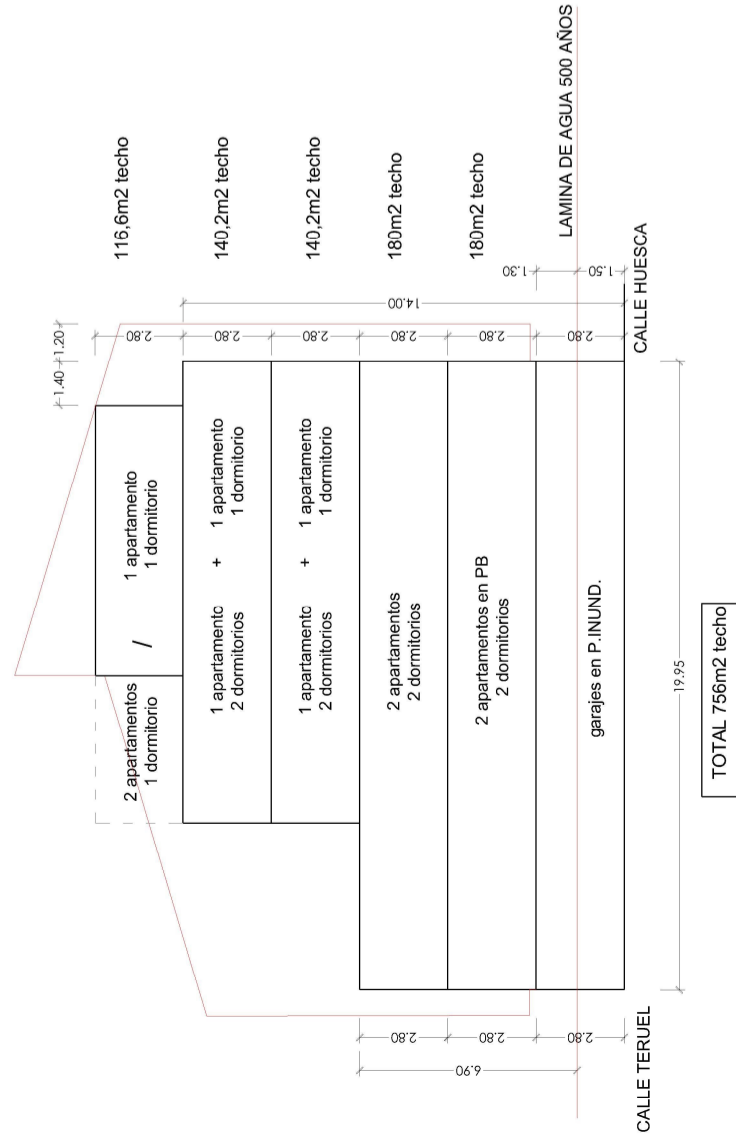 1.20
1.40
2.80
116,6m2 techo
2 apartamentos
1 dormitorio
/
1 apartamento
1 dormitorio
140,2m2 techo
2.80
1 apartamento
2 dormitorios
+
1 apartamento
1 dormitorio
140,2m2 techo
2.80
1 apartamento
2 dormitorios
+
1 apartamento
1 dormitorio
14.00
180m2 techo
2.80
2.80
2 apartamentos
2 dormitorios
180m2 techo
2.80
2.80
2 apartamentos en PB
2 dormitorios
6.90
1.30
LAMINA DE AGUA 500 AÑOS
2.80
2.80
garajes en P.INUND.
1.50
CALLE TERUEL
CALLE HUESCA
19.95
TOTAL 756m2 techo